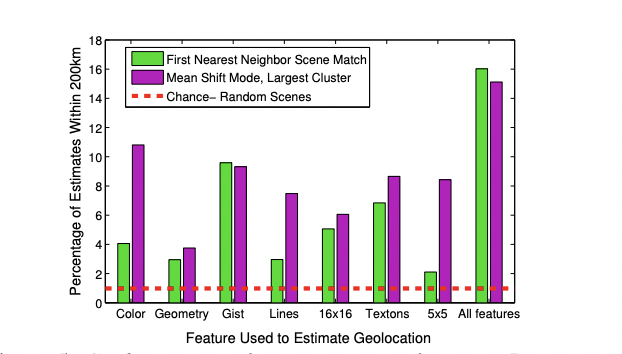 18
16
14
12
10
8
6
4
2
0
Percentage of Estimates Within 200km
First Nearest Neighbor Scene Match
Mean Shift Mode, Largest Cluster
Chance– Random Scenes
Color Geometry Gist Lines 16x16 Textons 5x5 All features
Feature Used to Estimate Geolocation